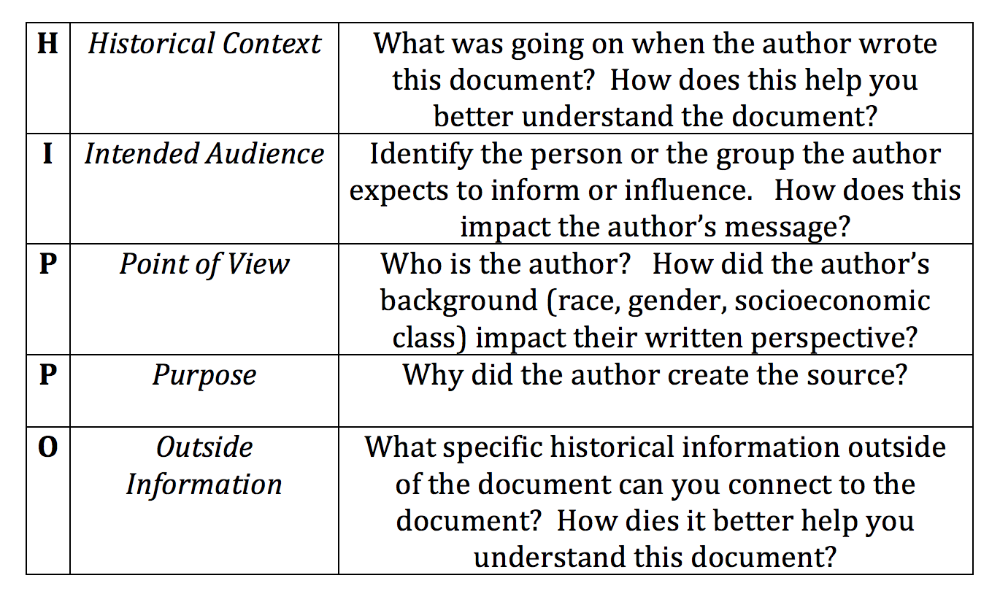 H Historical Context What was going on when the author wrote
this document?  How does this help you
better understand the document?
I Intended Audience Identify the person or the group the author
expects to inform or influence.   How does this
impact the author’s message?
P Point of View Who is the author?   How did the author’s
background (race, gender, socioeconomic
class) impact their written perspective?
P Purpose Why did the author create the source?
O Outside What specific historical information outside
Information of the document can you connect to the
document?  How dies it better help you
understand this document?